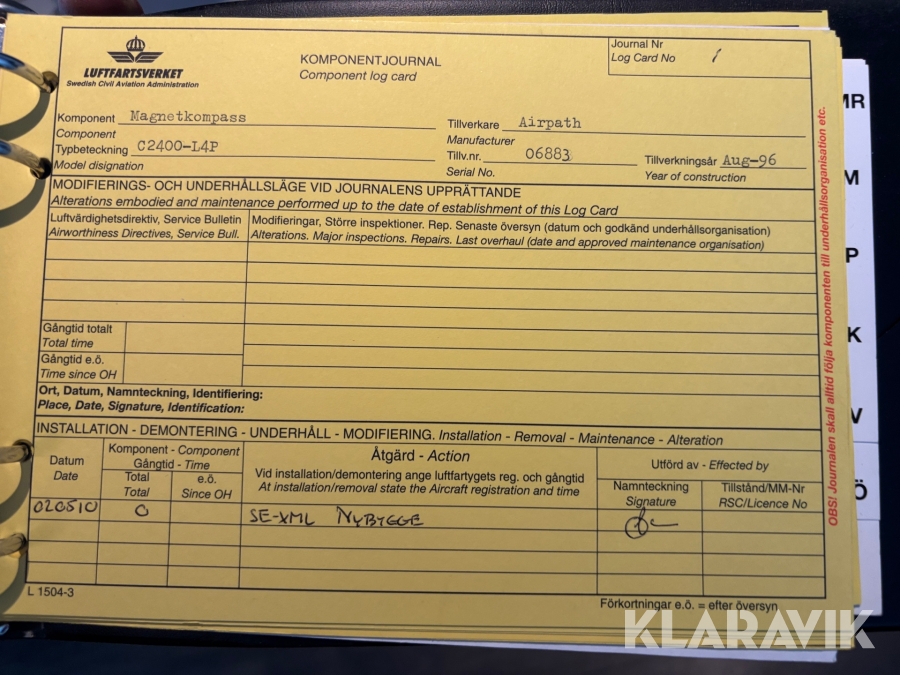 LUFTFARTSVERKET
Swedish Civil Aviation Administration
KOMPONENTJOURNAL
Component log card
Journal Nr
Log Card No 1
Komponent Magnetkompass
Component
Tillverkare Airpath
Manufacturer
Typbeteckning C2400-L4P
Model designation
Tillv.nr. 06883
Serial No.
Tillverkningsår Aug-96
Year of construction
MODIFIERINGS- OCH UNDERHÅLLSLÄGE VID JOURNALENS UPPRÄTTANDE
Alterations embodied and maintenance performed up to the date of establishment of this Log Card
Luftvärdighetsdirektiv, Service Bulletin
Airworthiness Directives, Service Bull.
Modifieringar, Större inspektioner. Rep. Senaste översyn (datum och godkänd underhållsorganisation)
Alterations. Major inspections. Repairs. Last overhaul (date and approved maintenance organisation)
Gångtid totalt
Total time
Gångtid e.ö.
Time since OH
Ort, Datum, Namnteckning, Identifiering:
Place, Date, Signature, Identification:
INSTALLATION - DEMONTERING - UNDERHÅLL - MODIFIERING. Installation - Removal - Maintenance - Alteration
Datum
Date
Komponent - Component
Gångtid - Time
Total
Total
e.ö.
Since OH
Åtgärd - Action
Vid installation/demontering ange luftfartygets reg. och gångtid
At installation/removal state the Aircraft registration and time
Utförd av - Effected by
Namnteckning
Signature
Tillstånd/MM-Nr
RSC/Licence No
020510 0 SE-XML NYBYGGE
L 1504-3
Förkortningar e.ö. = efter översyn
OBS! Journalen skall alltid följa komponenten till underhållsorganisation etc.
MR
M
P
K
V
Ö
KLARAVIK